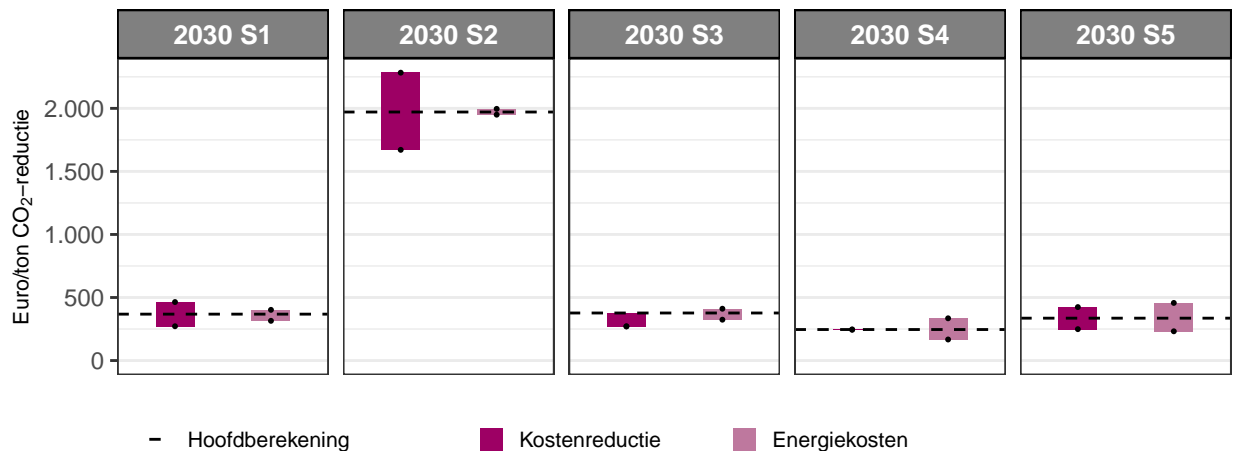 2030 S1 2030 S2 2030 S3 2030 S4 2030 S5
Euro/ton CO₂−reductie
2.000
1.500
1.000
500
0
Hoofdberekening Kostenreductie Energiekosten